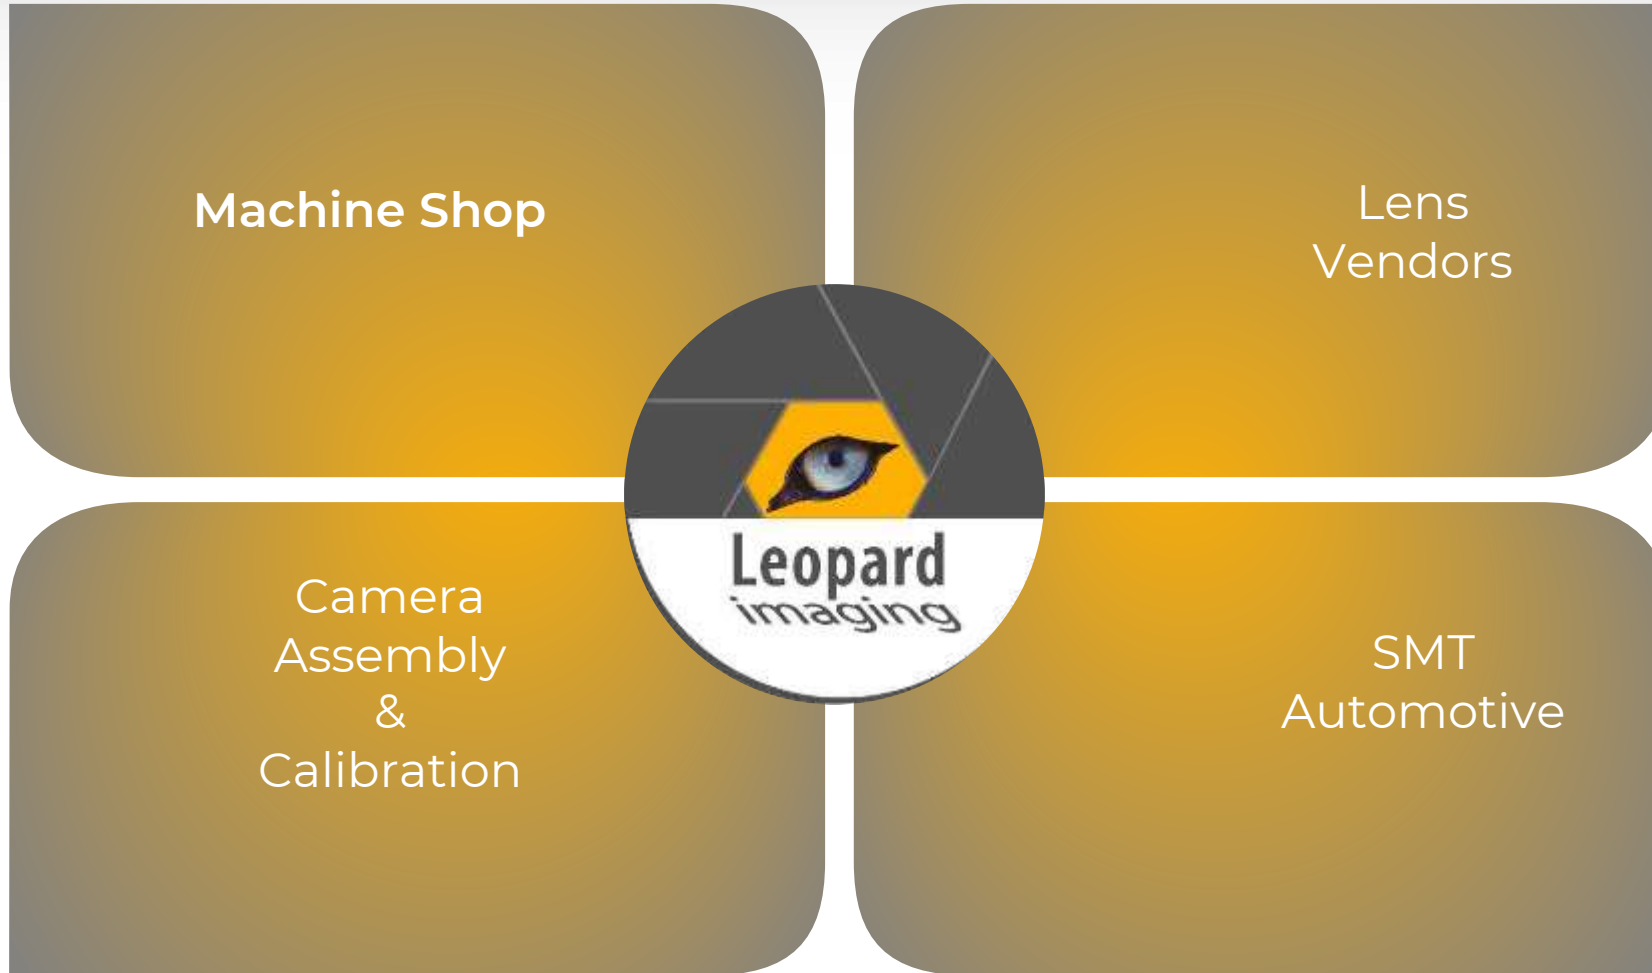 Machine Shop
Lens
Vendors
Leopard
imaging
Camera
Assembly
&
Calibration
SMT
Automotive